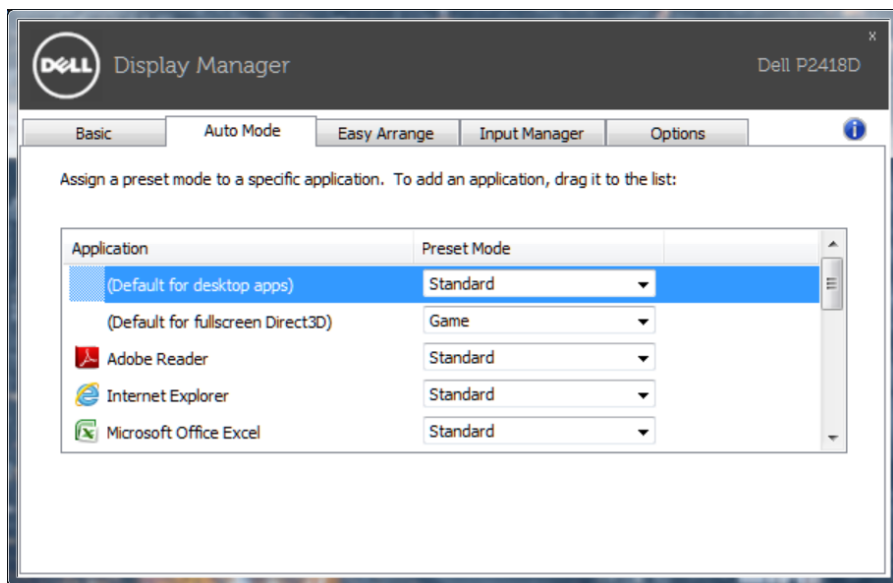 DELL Display Manager
x
Dell P2418D
Basic Auto Mode Easy Arrange Input Manager Options
Assign a preset mode to a specific application. To add an application, drag it to the list:
Application Preset Mode
(Default for desktop apps) Standard
(Default for fullscreen Direct3D) Game
Adobe Reader Standard
Internet Explorer Standard
Microsoft Office Excel Standard